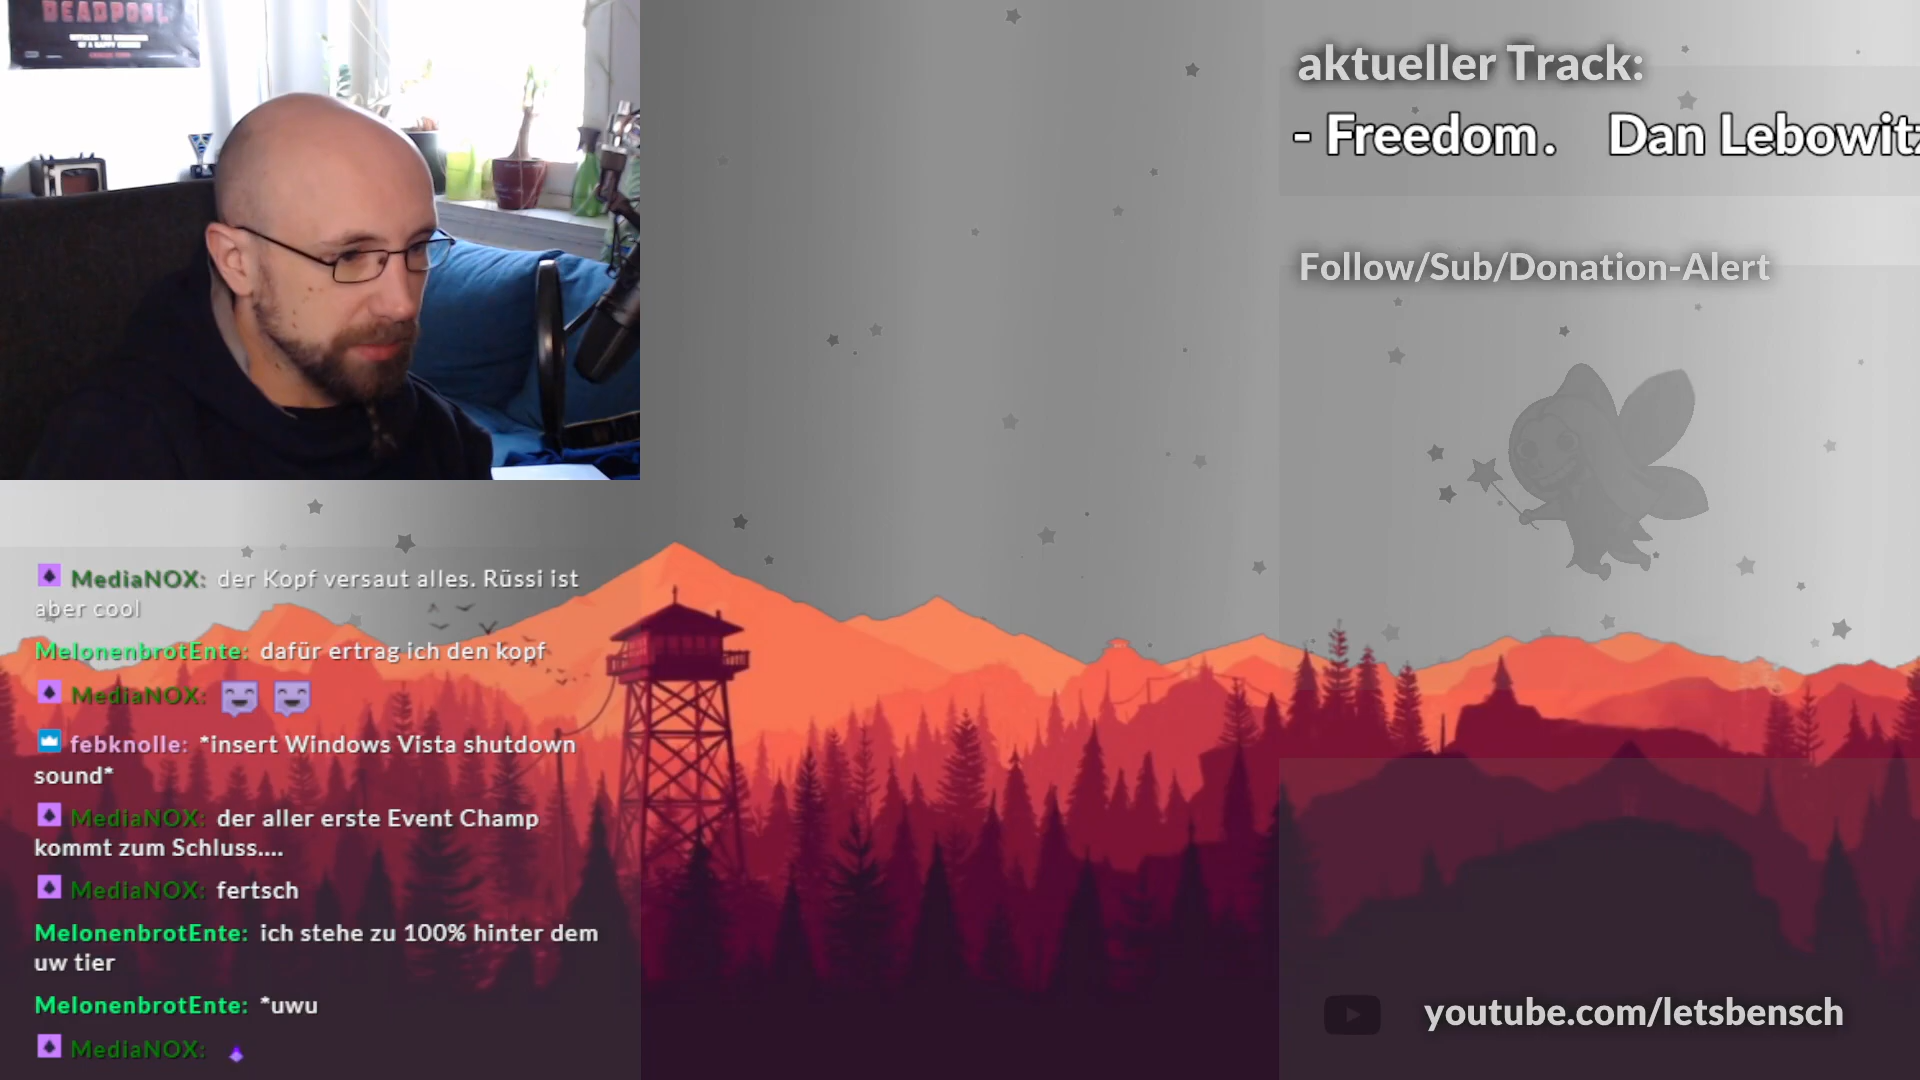 DEADPOOL
aktueller Track:
- Freedom.    Dan Lebowitz
Follow/Sub/Donation-Alert
MediaNOX: der Kopf versaut alles. Rüssi ist
aber cool
MelonenbrotEnte: dafür ertrag ich den kopf
MediaNOX:
febknolle: *insert Windows Vista shutdown
sound*
MediaNOX: der aller erste Event Champ
kommt zum Schluss....
MediaNOX: fertsch
MelonenbrotEnte: ich stehe zu 100% hinter dem
uw tier
MelonenbrotEnte: *uwu
MediaNOX:
youtube.com/letsbensch